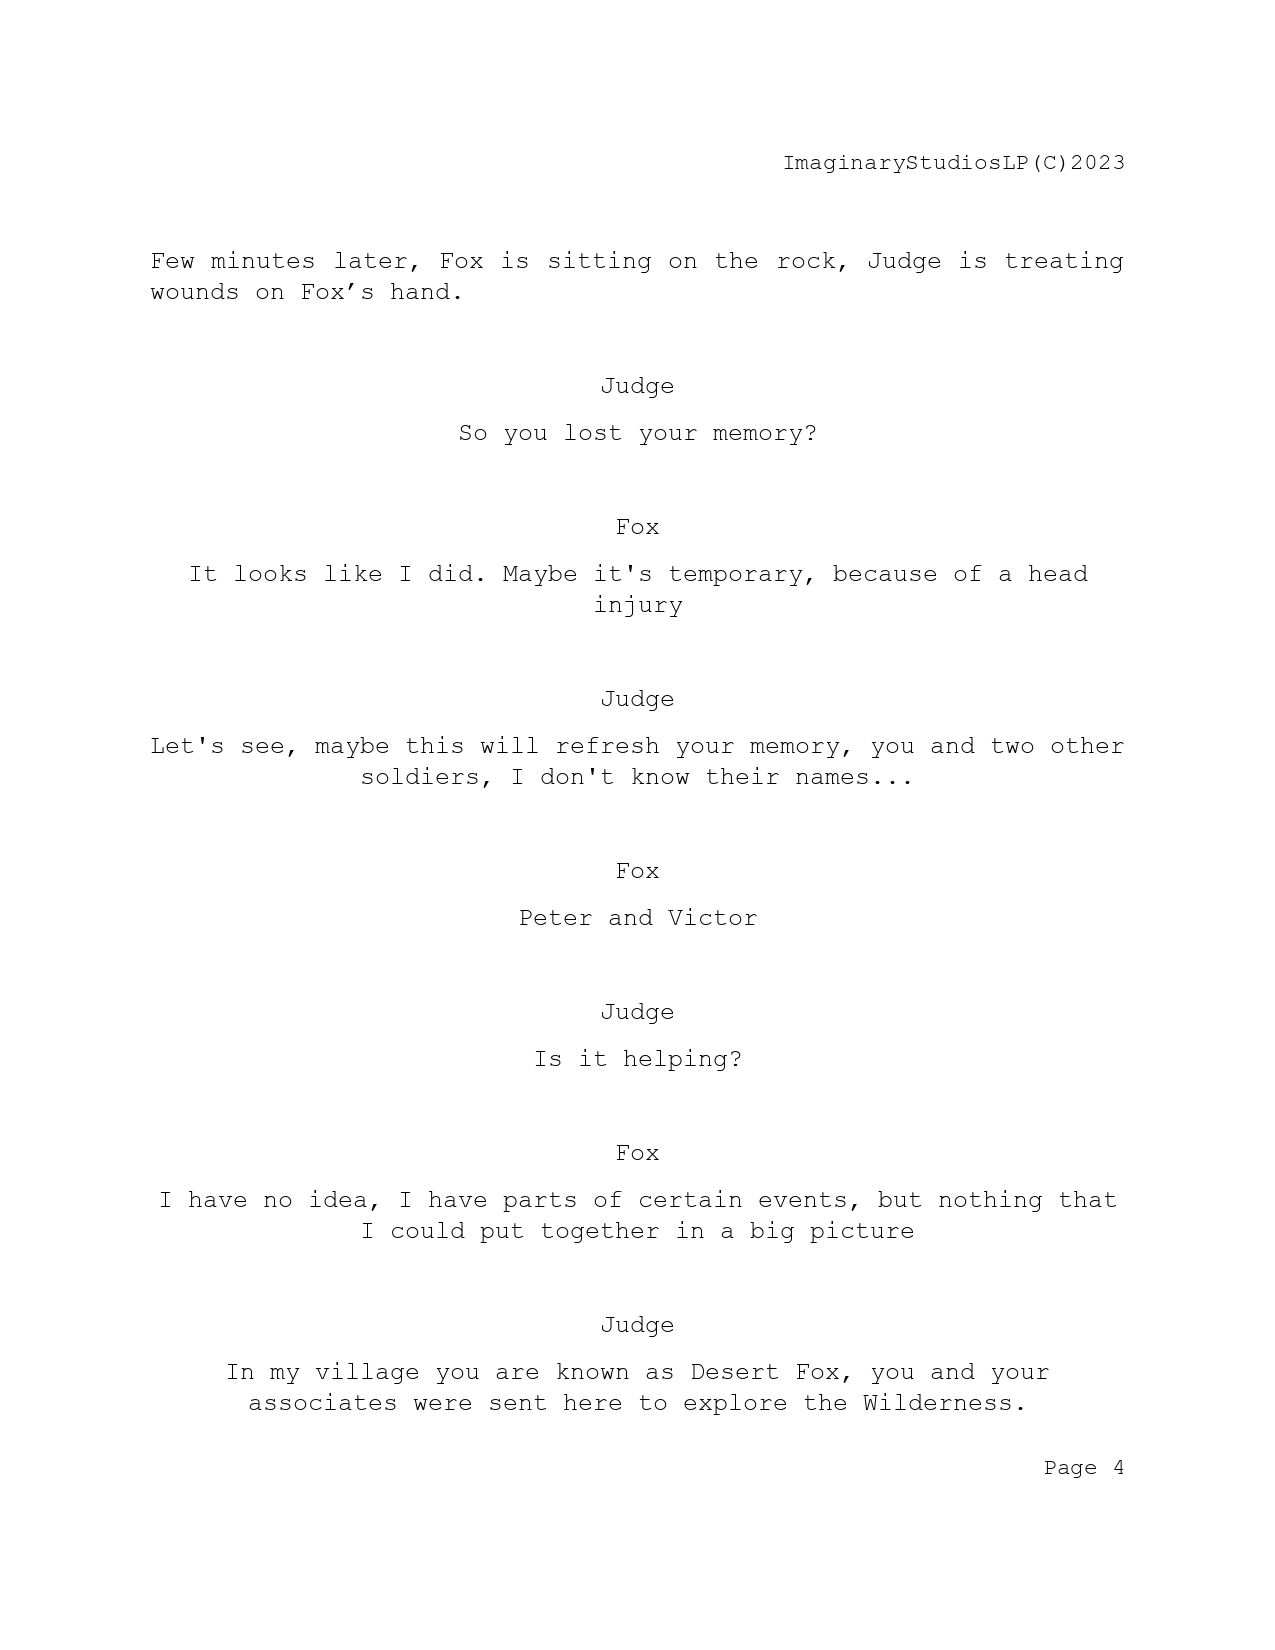 ImaginaryStudiosLP(C)2023
Few minutes later, Fox is sitting on the rock, Judge is treating
wounds on Fox’s hand.
Judge
So you lost your memory?
Fox
It looks like I did. Maybe it's temporary, because of a head
injury
Judge
Let's see, maybe this will refresh your memory, you and two other
soldiers, I don't know their names...
Fox
Peter and Victor
Judge
Is it helping?
Fox
I have no idea, I have parts of certain events, but nothing that
I could put together in a big picture
Judge
In my village you are known as Desert Fox, you and your
associates were sent here to explore the Wilderness.
Page 4